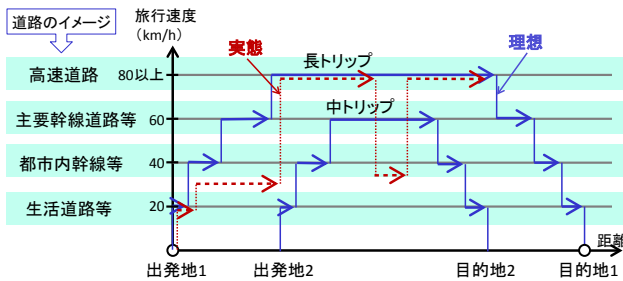 道路のイメージ
旅行速度
(km/h)
実態
理想
長トリップ
高速道路
80以上
中トリップ
主要幹線道路等
60
都市内幹線等
40
生活道路等
20
距離
出発地1
出発地2
目的地2
目的地1